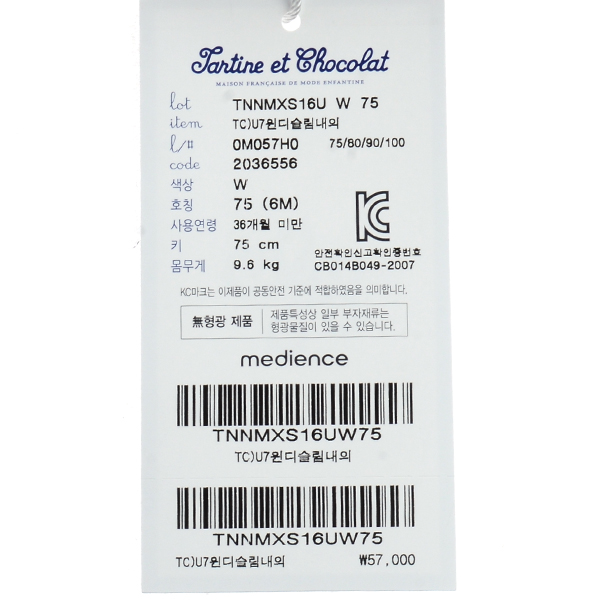 Tartine et Chocolat
MAISON FRANÇAISE DE MODE ENFANTINE
lot TNNMXS16U W 75
item TC)U7윈디슬림내의
l/# 0M057H0 75/80/90/100
code 2036556
색상 W
호칭 75 (6M)
사용연령 36개월 미만
키 75 cm
몸무게 9.6 kg
안전확인신고확인증번호
CB014B049-2007
KC마크는 이제품이 공통안전 기준에 적합하였음을 의미합니다.
無형광 제품
제품특성상 일부 부자재류는
형광물질이 있을 수 있습니다.
medience
TNNMXS16UW75
TC)U7윈디슬림내의
TNNMXS16UW75
TC)U7윈디슬림내의 ₩57,000